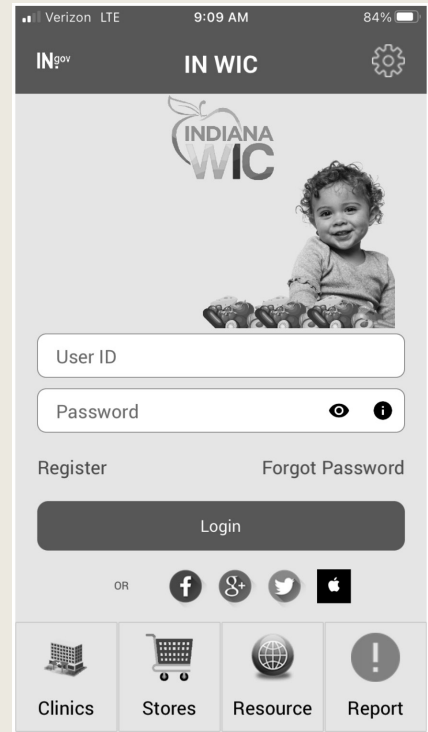 Verizon LTE 9:09 AM 84%
IN.gov IN WIC
INDIANA
WIC
User ID
Password
Register Forgot Password
Login
OR f g+
Clinics Stores Resource Report